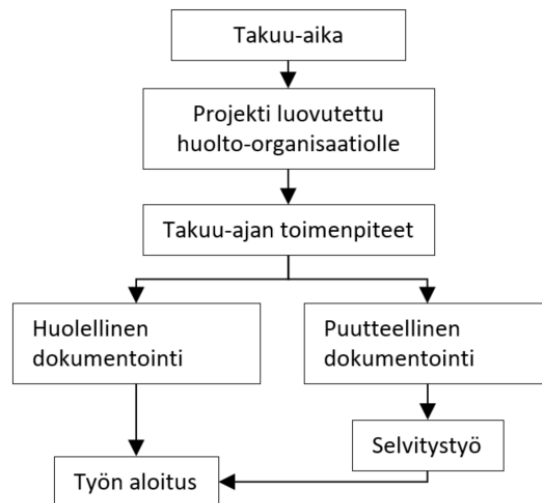 Takuu-aika
Projekti luovutettu
huolto-organisaatiolle
Takuu-ajan toimenpiteet
Huolellinen
dokumentointi
Puutteellinen
dokumentointi
Selvitystyö
Työn aloitus